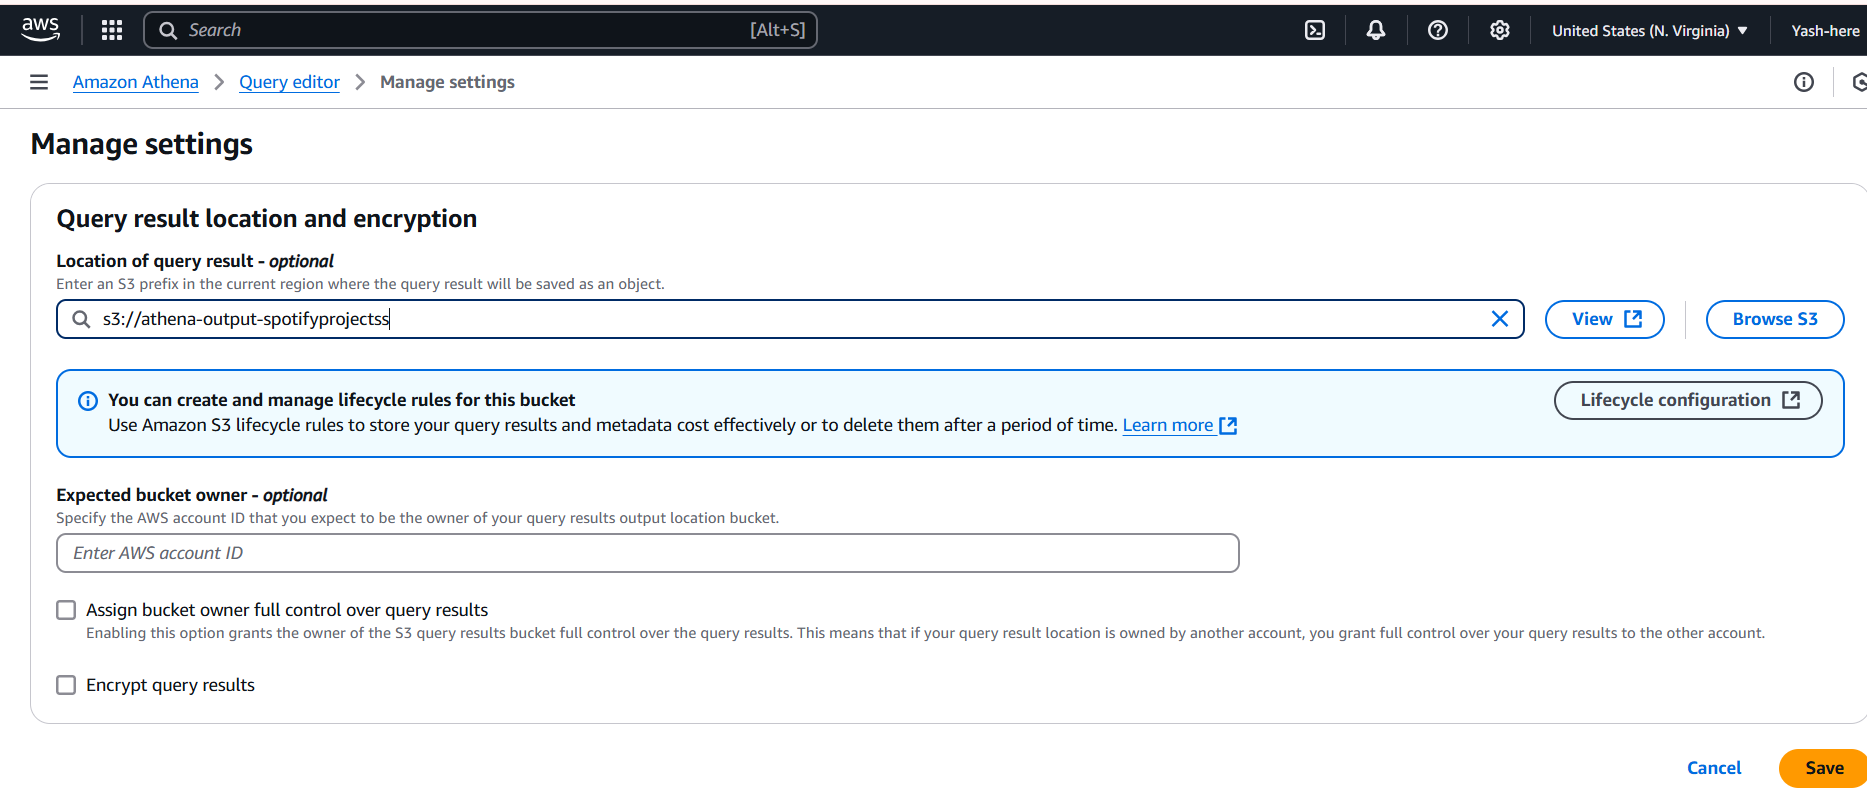 aws
Search
[Alt+S]
United States (N. Virginia)
Yash-here
Amazon Athena
Query editor
Manage settings
Manage settings
Query result location and encryption
Location of query result - optional
Enter an S3 prefix in the current region where the query result will be saved as an object.
s3://athena-output-spotifyprojectss
View
Browse S3
You can create and manage lifecycle rules for this bucket
Use Amazon S3 lifecycle rules to store your query results and metadata cost effectively or to delete them after a period of time. Learn more
Lifecycle configuration
Expected bucket owner - optional
Specify the AWS account ID that you expect to be the owner of your query results output location bucket.
Enter AWS account ID
Assign bucket owner full control over query results
Enabling this option grants the owner of the S3 query results bucket full control over the query results. This means that if your query result location is owned by another account, you grant full control over your query results to the other account.
Encrypt query results
Cancel
Save